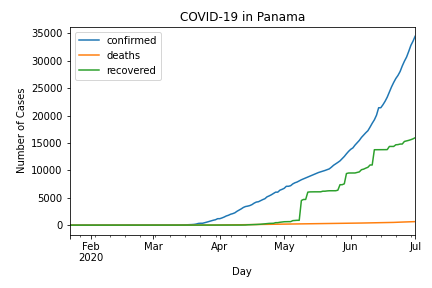 COVID-19 in Panama
confirmed
deaths
recovered
Number of Cases
35000
30000
25000
20000
15000
10000
5000
0
Feb Mar Apr May Jun Jul
2020
Day